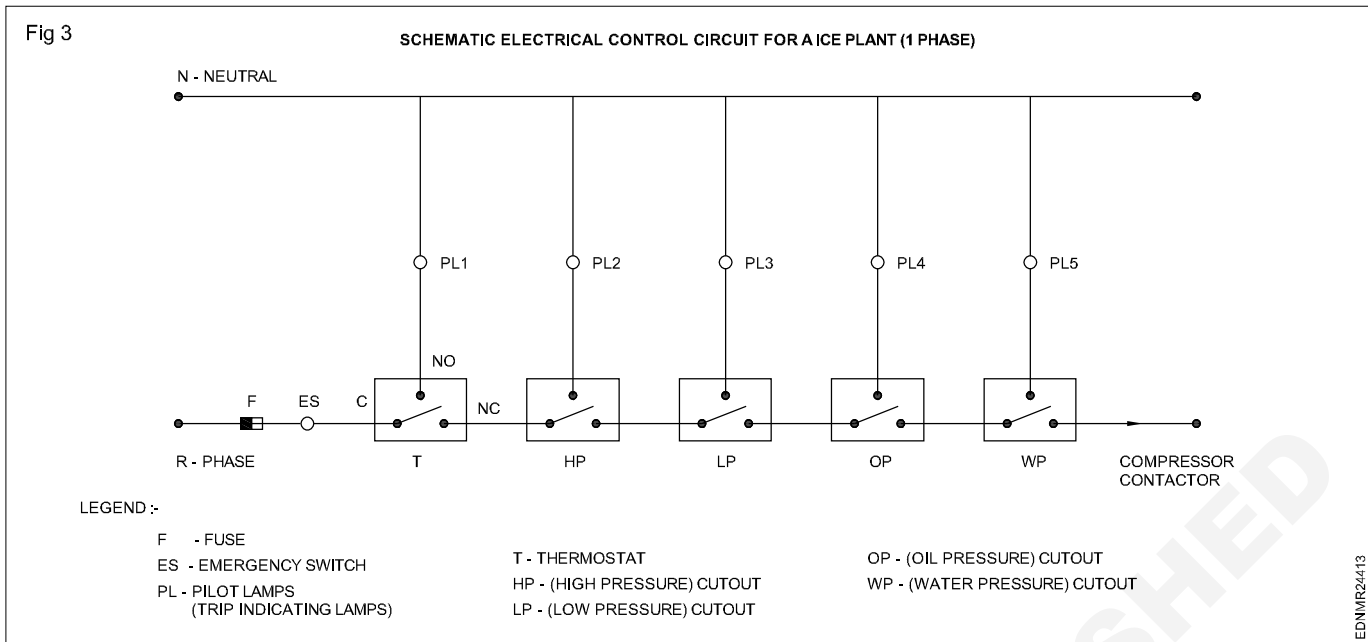 Fig 3
SCHEMATIC ELECTRICAL CONTROL CIRCUIT FOR A ICE PLANT (1 PHASE)
N - NEUTRAL
PL1 PL2 PL3 PL4 PL5
NO
F ES C NC
R - PHASE T HP LP OP WP COMPRESSOR
CONTACTOR
LEGEND :-
F - FUSE
ES - EMERGENCY SWITCH
PL - PILOT LAMPS
(TRIP INDICATING LAMPS)
T - THERMOSTAT
HP - (HIGH PRESSURE) CUTOUT
LP - (LOW PRESSURE) CUTOUT
OP - (OIL PRESSURE) CUTOUT
WP - (WATER PRESSURE) CUTOUT
EDNMR24413
SHED